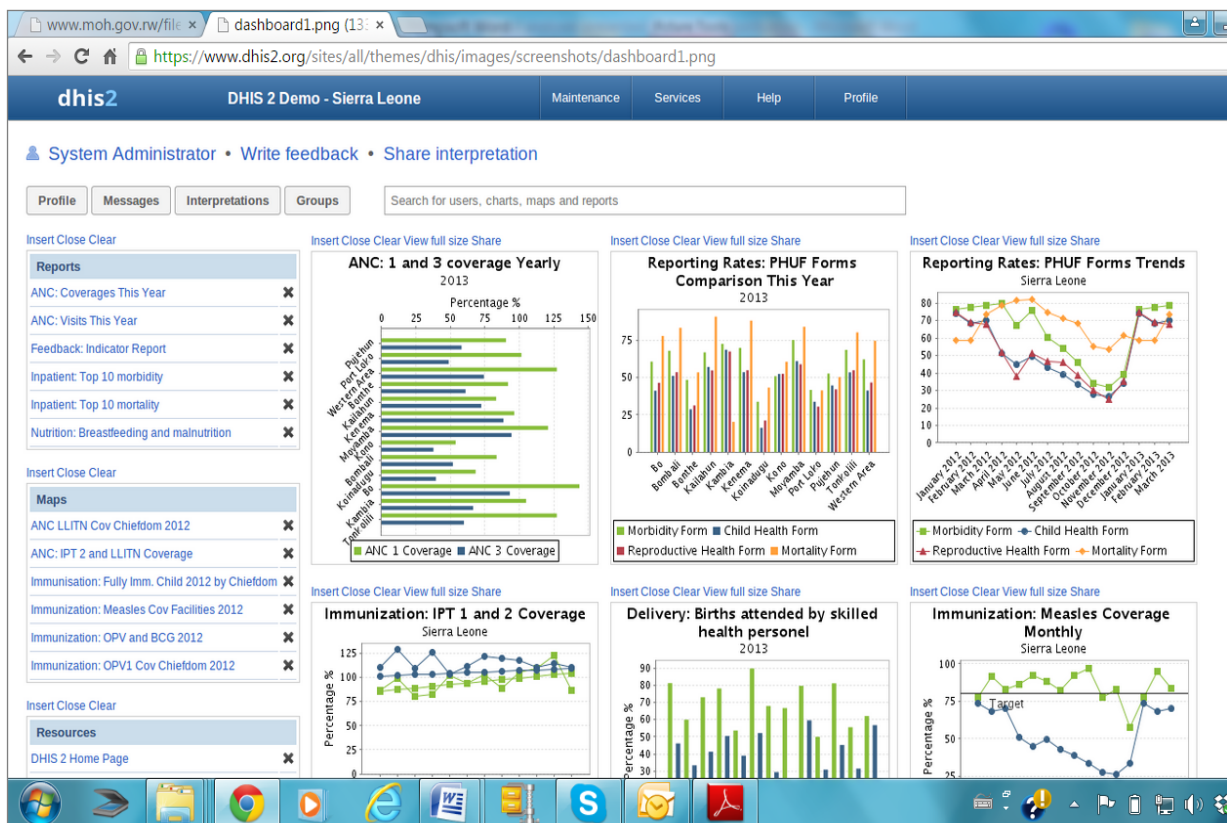 www.moh.gov.rw/file
dashboard1.png (13
https://www.dhis2.org/sites/all/themes/dhis/images/screenshots/dashboard1.png
dhis2 DHIS 2 Demo - Sierra Leone Maintenance Services Help Profile
System Administrator • Write feedback • Share interpretation
Profile Messages Interpretations Groups Search for users, charts, maps and reports
Insert Close Clear
Reports
ANC: Coverages This Year
ANC: Visits This Year
Feedback: Indicator Report
Inpatient: Top 10 morbidity
Inpatient: Top 10 mortality
Nutrition: Breastfeeding and malnutrition
Insert Close Clear
Maps
ANC LLITN Cov Chiefdom 2012
ANC: IPT 2 and LLITN Coverage
Immunisation: Fully Imm. Child 2012 by Chiefdom
Immunization: Measles Cov Facilities 2012
Immunization: OPV and BCG 2012
Immunization: OPV1 Cov Chiefdom 2012
Insert Close Clear
Resources
DHIS 2 Home Page
Insert Close Clear View full size Share
ANC: 1 and 3 coverage Yearly
2013
Percentage %
0 25 50 75 100 125 150
Pujehun
Port Loko
Western Area
Bonthe
Kailahun
Kenema
Moyamba
Kono
Bombali
Koinadugu
Bo
Kambia
Tonkolili
ANC 1 Coverage ANC 3 Coverage
Insert Close Clear View full size Share
Reporting Rates: PHUF Forms
Comparison This Year
2013
75
50
25
0
Bo
Bombali
Bonthe
Kailahun
Kambia
Kenema
Koinadugu
Kono
Moyamba
Port Loko
Pujehun
Tonkolili
Western Area
Morbidity Form Child Health Form
Reproductive Health Form Mortality Form
Insert Close Clear View full size Share
Reporting Rates: PHUF Forms Trends
Sierra Leone
80
70
60
50
40
30
20
10
0
January 2012
February 2012
March 2012
April 2012
May 2012
June 2012
July 2012
August 2012
September 2012
October 2012
November 2012
December 2012
January 2013
February 2013
March 2013
Morbidity Form Child Health Form
Reproductive Health Form Mortality Form
Insert Close Clear View full size Share
Immunization: IPT 1 and 2 Coverage
Sierra Leone
Percentage %
125
100
75
50
25
0
Insert Close Clear View full size Share
Delivery: Births attended by skilled
health personel
2013
Percentage %
90
80
70
60
50
40
30
Insert Close Clear View full size Share
Immunization: Measles Coverage
Monthly
Sierra Leone
Percentage %
100
75
50
25
Target